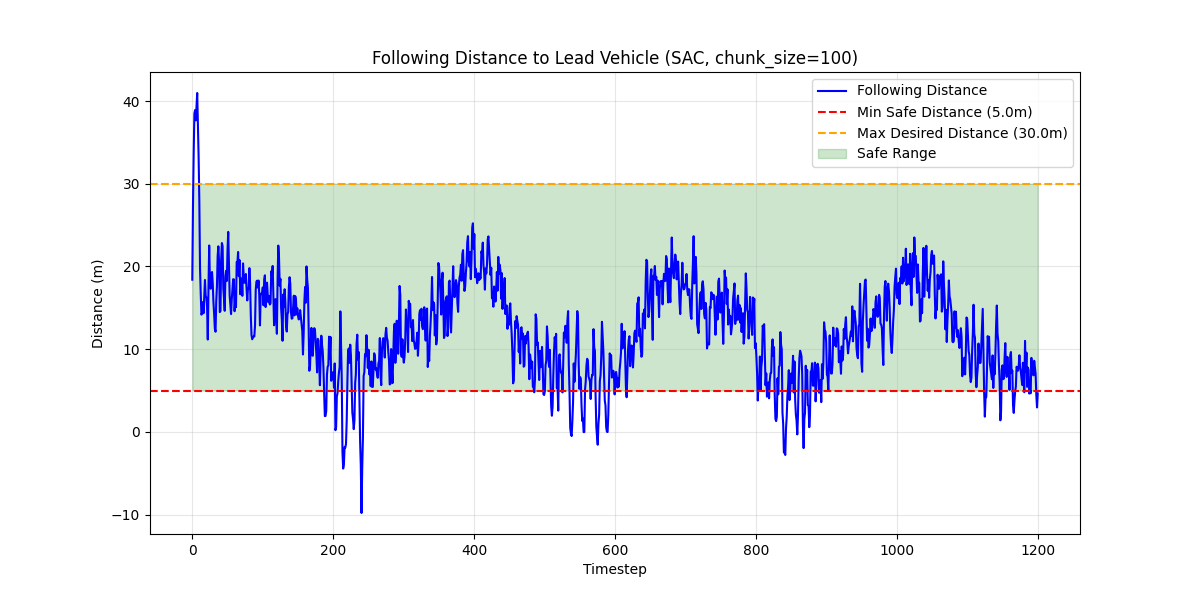 Following Distance to Lead Vehicle (SAC, chunk_size=100)
Following Distance
Min Safe Distance (5.0m)
Max Desired Distance (30.0m)
Safe Range
Distance (m)
40
30
20
10
0
−10
0 200 400 600 800 1000 1200
Timestep